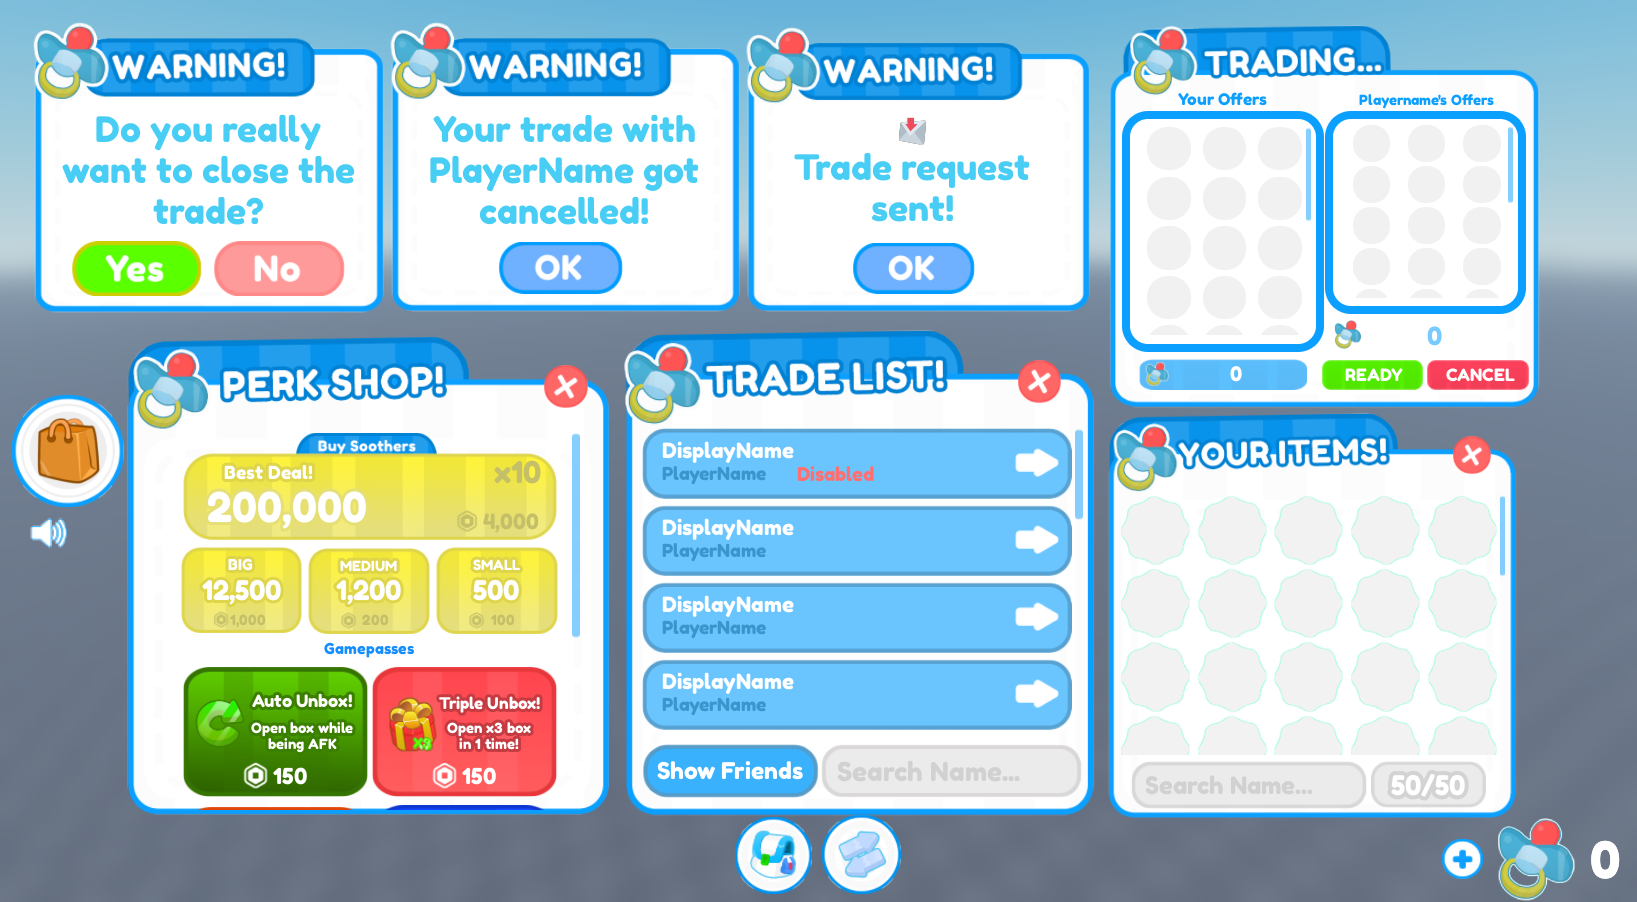 WARNING!
Do you really
want to close the
trade?
Yes
No
WARNING!
Your trade with
PlayerName got
cancelled!
OK
WARNING!
Trade request
sent!
OK
TRADING...
Your Offers
Playername's Offers
0
0
READY
CANCEL
PERK SHOP!
Buy Soothers
Best Deal!
x10
200,000
4,000
BIG
12,500
1,000
MEDIUM
1,200
200
SMALL
500
100
Gamepasses
Auto Unbox!
Open box while
being AFK
150
Triple Unbox!
Open x3 box
in 1 time!
X3
150
TRADE LIST!
DisplayName
PlayerName
Disabled
DisplayName
PlayerName
DisplayName
PlayerName
DisplayName
PlayerName
Show Friends
Search Name...
YOUR ITEMS!
Search Name...
50/50
0